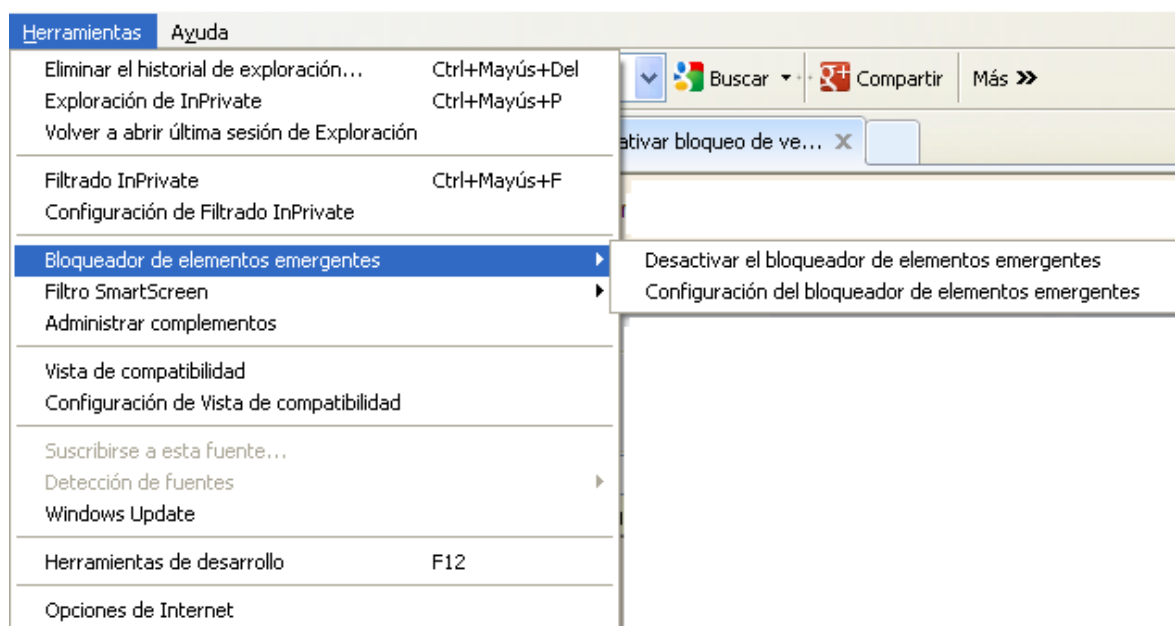 Herramientas Ayuda
Eliminar el historial de exploración... Ctrl+Mayús+Del
Buscar Compartir Más
Exploración de InPrivate Ctrl+Mayús+P
Volver a abrir última sesión de Exploración
ativar bloqueo de ve...
Filtrado InPrivate Ctrl+Mayús+F
Configuración de Filtrado InPrivate
Bloqueador de elementos emergentes
Desactivar el bloqueador de elementos emergentes
Filtro SmartScreen
Configuración del bloqueador de elementos emergentes
Administrar complementos
Vista de compatibilidad
Configuración de Vista de compatibilidad
Suscribirse a esta fuente...
Detección de fuentes
Windows Update
Herramientas de desarrollo F12
Opciones de Internet